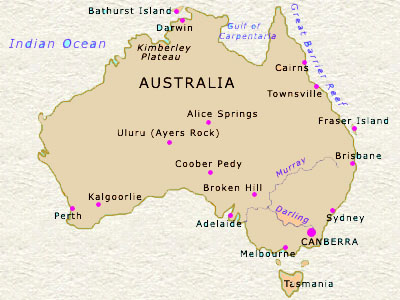 Bathurst Island
Great Barrier Reef
Darwin
Gulf of
Carpentaria
Indian Ocean
Kimberley
Plateau
Cairns
AUSTRALIA
Townsville
Alice Springs
Fraser Island
Uluru (Ayers Rock)
Brisbane
Coober Pedy
Murray
Broken Hill
Kalgoorlie
Perth
Darling
Sydney
Adelaide
CANBERRA
Melbourne
Tasmania